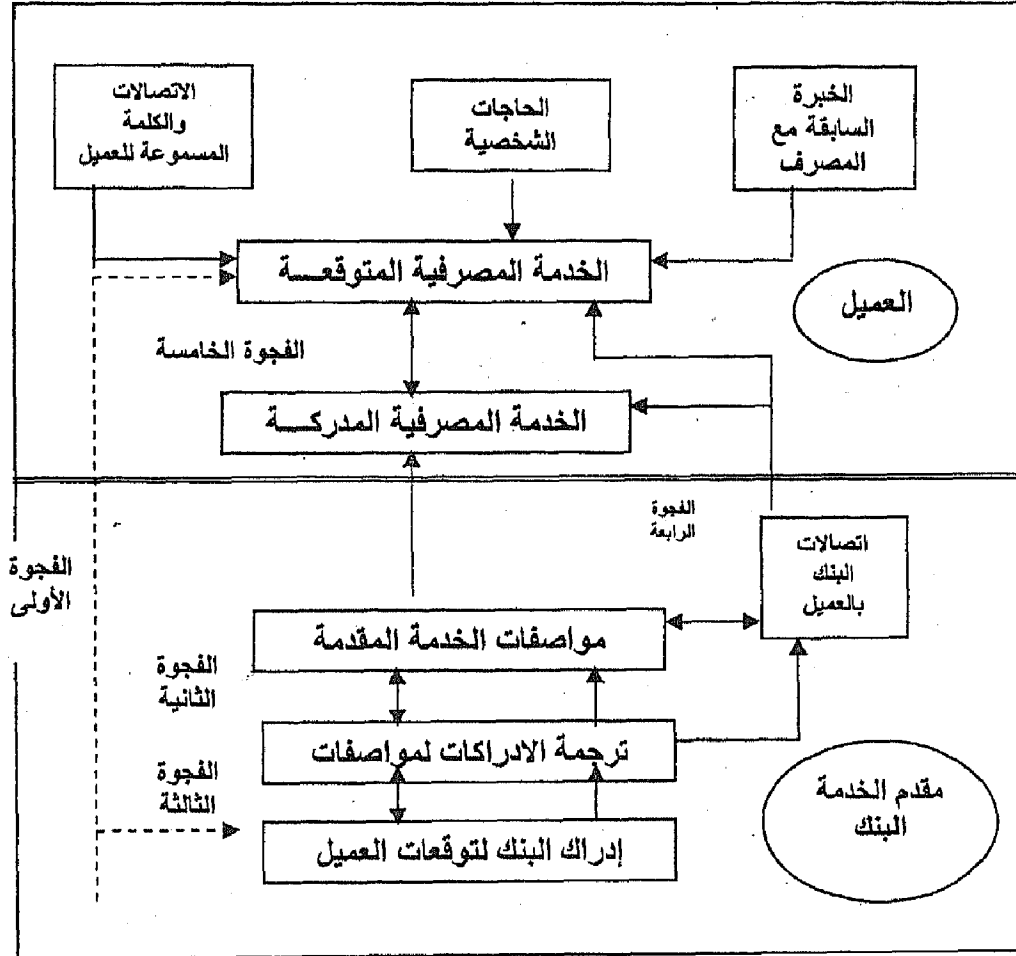 الخبرة
السابقة مع
المصرف
الحاجات
الشخصية
الاتصالات
والكلمة
المسموعة للعميل
الخدمة المصرفية المتوقعـــة
العميل
الفجوة الخامسة
الخدمة المصرفية المدركـــة
الفجوة
الرابعة
اتصالات
البنك
بالعميل
الفجوة
الأولى
مواصفات الخدمة المقدمة
الفجوة
الثانية
ترجمة الادراكات لمواصفات
الفجوة
الثالثة
مقدم الخدمة
البنك
إدراك البنك لتوقعات العميل